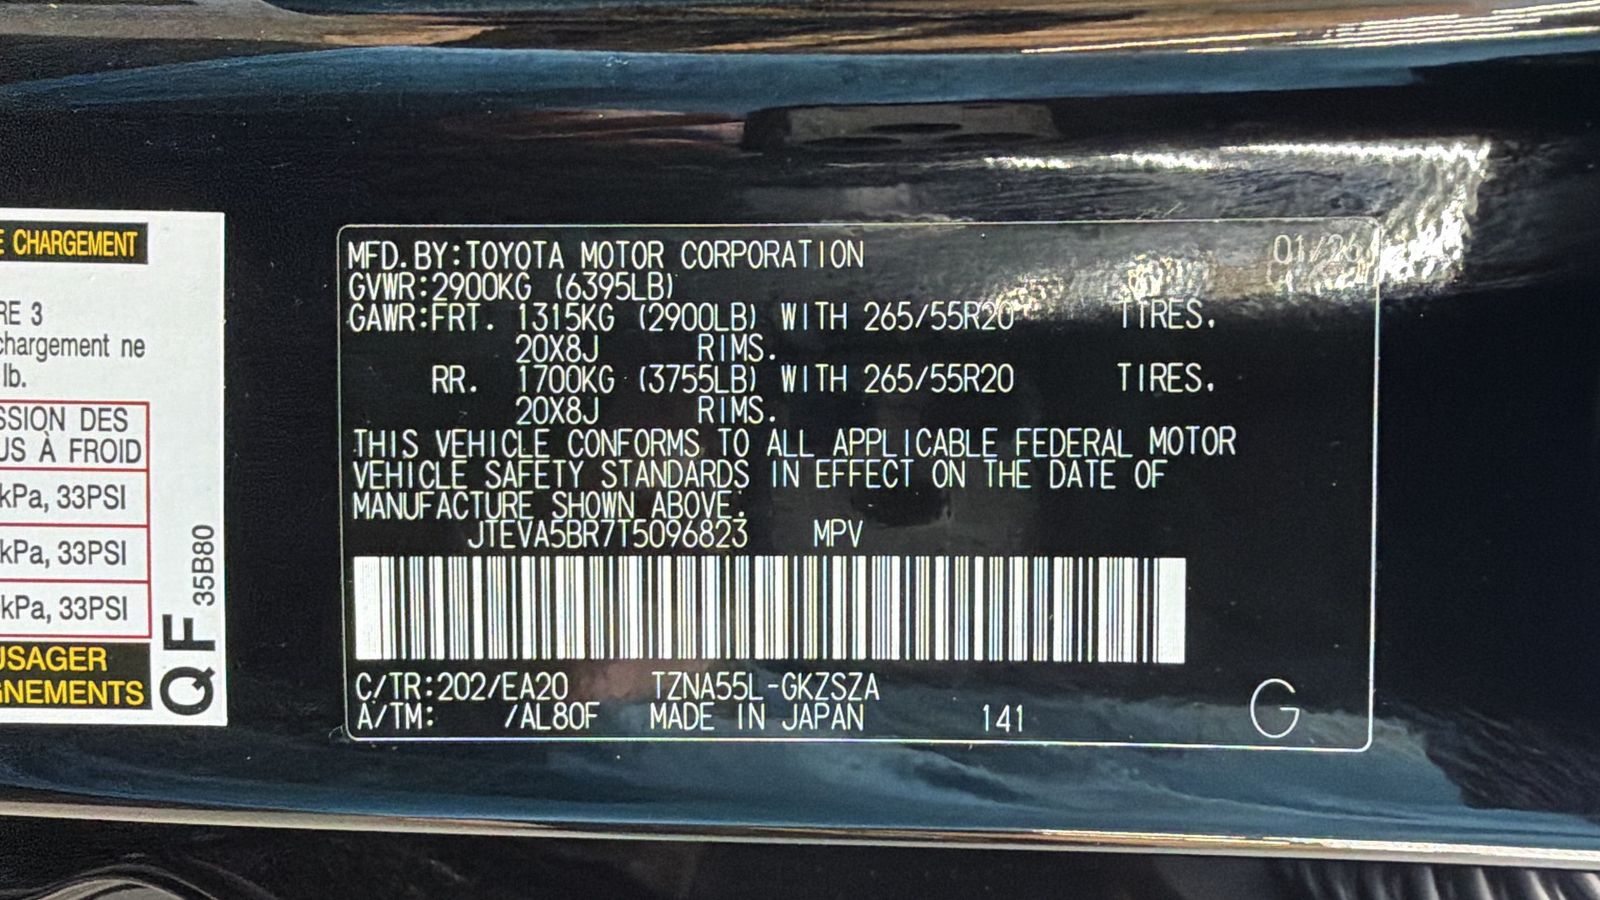 E CHARGEMENT
RE 3
chargement ne
lb.
SSION DES
US À FROID
kPa, 33PSI
kPa, 33PSI
kPa, 33PSI
USAGER
GNEMENTS
QF 35B80
MFD.BY:TOYOTA MOTOR CORPORATION 01/26
GVWR:2900KG (6395LB)
GAWR:FRT. 1315KG (2900LB) WITH 265/55R20 TIRES.
20X8J RIMS.
RR. 1700KG (3755LB) WITH 265/55R20 TIRES.
20X8J RIMS.
THIS VEHICLE CONFORMS TO ALL APPLICABLE FEDERAL MOTOR
VEHICLE SAFETY STANDARDS IN EFFECT ON THE DATE OF
MANUFACTURE SHOWN ABOVE.
JTEVA5BR7T5096823 MPV
C/TR:202/EA20 TZNA55L-GKZSZA
A/TM: /AL80F MADE IN JAPAN 141 G